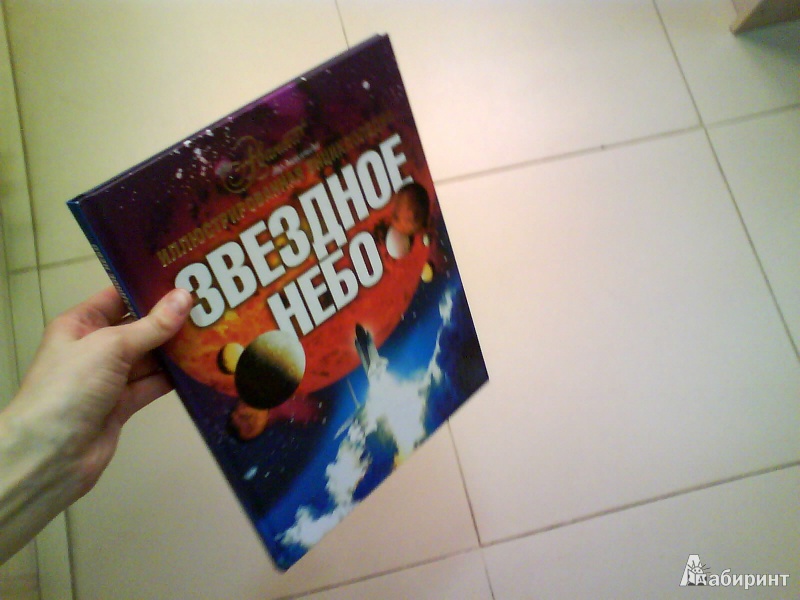 ИЛЛЮСТРИРОВАННАЯ ЭНЦИКЛОПЕДИЯ
ЗВЕЗДНОЕ
НЕБО
Лабиринт